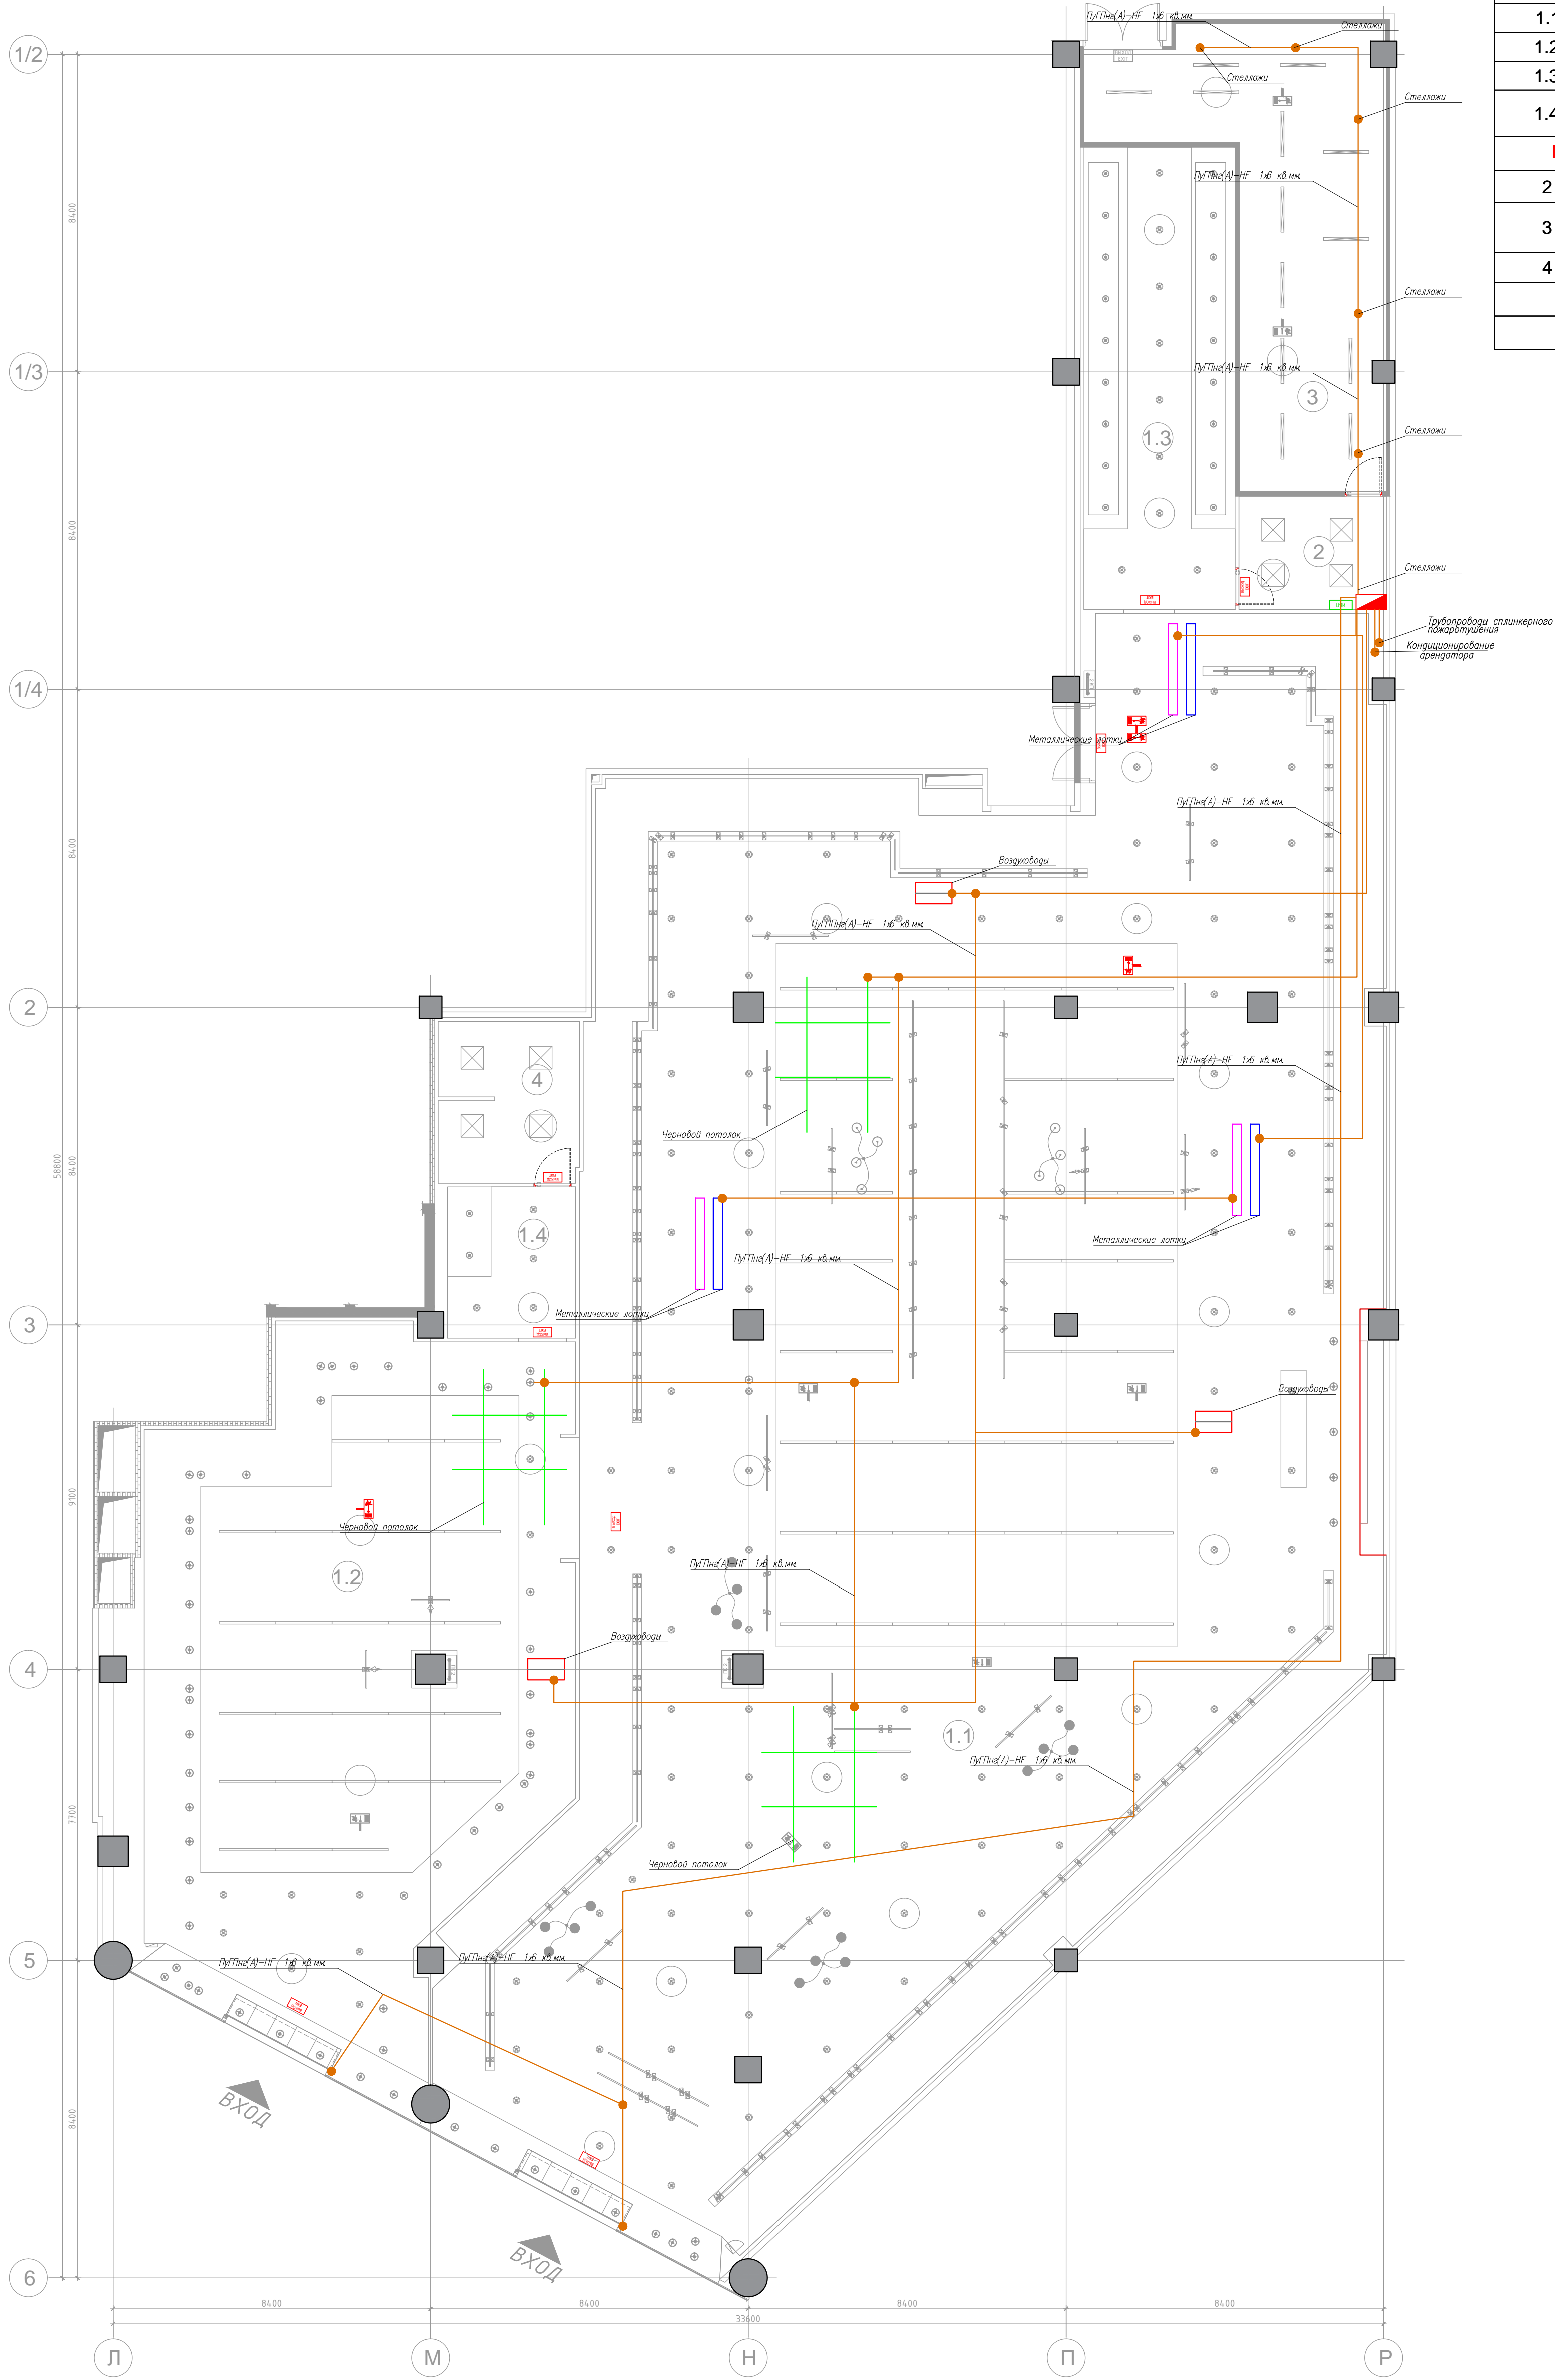 ПуГПнг(А)-HF 1х6 кв.мм.
Стеллажи
1/2
EXIT
Стеллажи
Стеллажи
ПуГПнг(А)-HF 1х6 кв.мм.
8400
Стеллажи
1/3
ПуГПнг(А)-HF 1х6 кв.мм.
3
Стеллажи
1.3
8400
2
Стеллажи
Трубопроводы сплинкерного
пожаротушения
Кондиционирование
арендатора
1/4
Металлические лотки
ПуГПнг(А)-HF 1х6 кв.мм.
8400
Воздуховоды
ПуГППнг(А)-HF 1х6 кв.мм.
2
ПуГПнг(А)-HF 1х6 кв.мм.
4
Черновой потолок
58800
8400
1.4
Металлические лотки
ПуГПнг(А)-HF 1х6 кв.мм.
Металлические лотки
3
Воздуховоды
9100
Черновой потолок
ПуГПнг(А)-HF 1х6 кв.мм.
1.2
Воздуховоды
4
1.1
ПуГПнг(А)-HF 1х6 кв.мм.
7700
Черновой потолок
5
ПуГПнг(А)-HF 1х6 кв.мм.
ПуГПнг(А)-HF 1х6 кв.мм.
ВХОД
8400
ВХОД
6
8400
8400
8400
8400
33600
Л
М
Н
П
Р
1.1
1.2
1.3
1.4
2
3
4